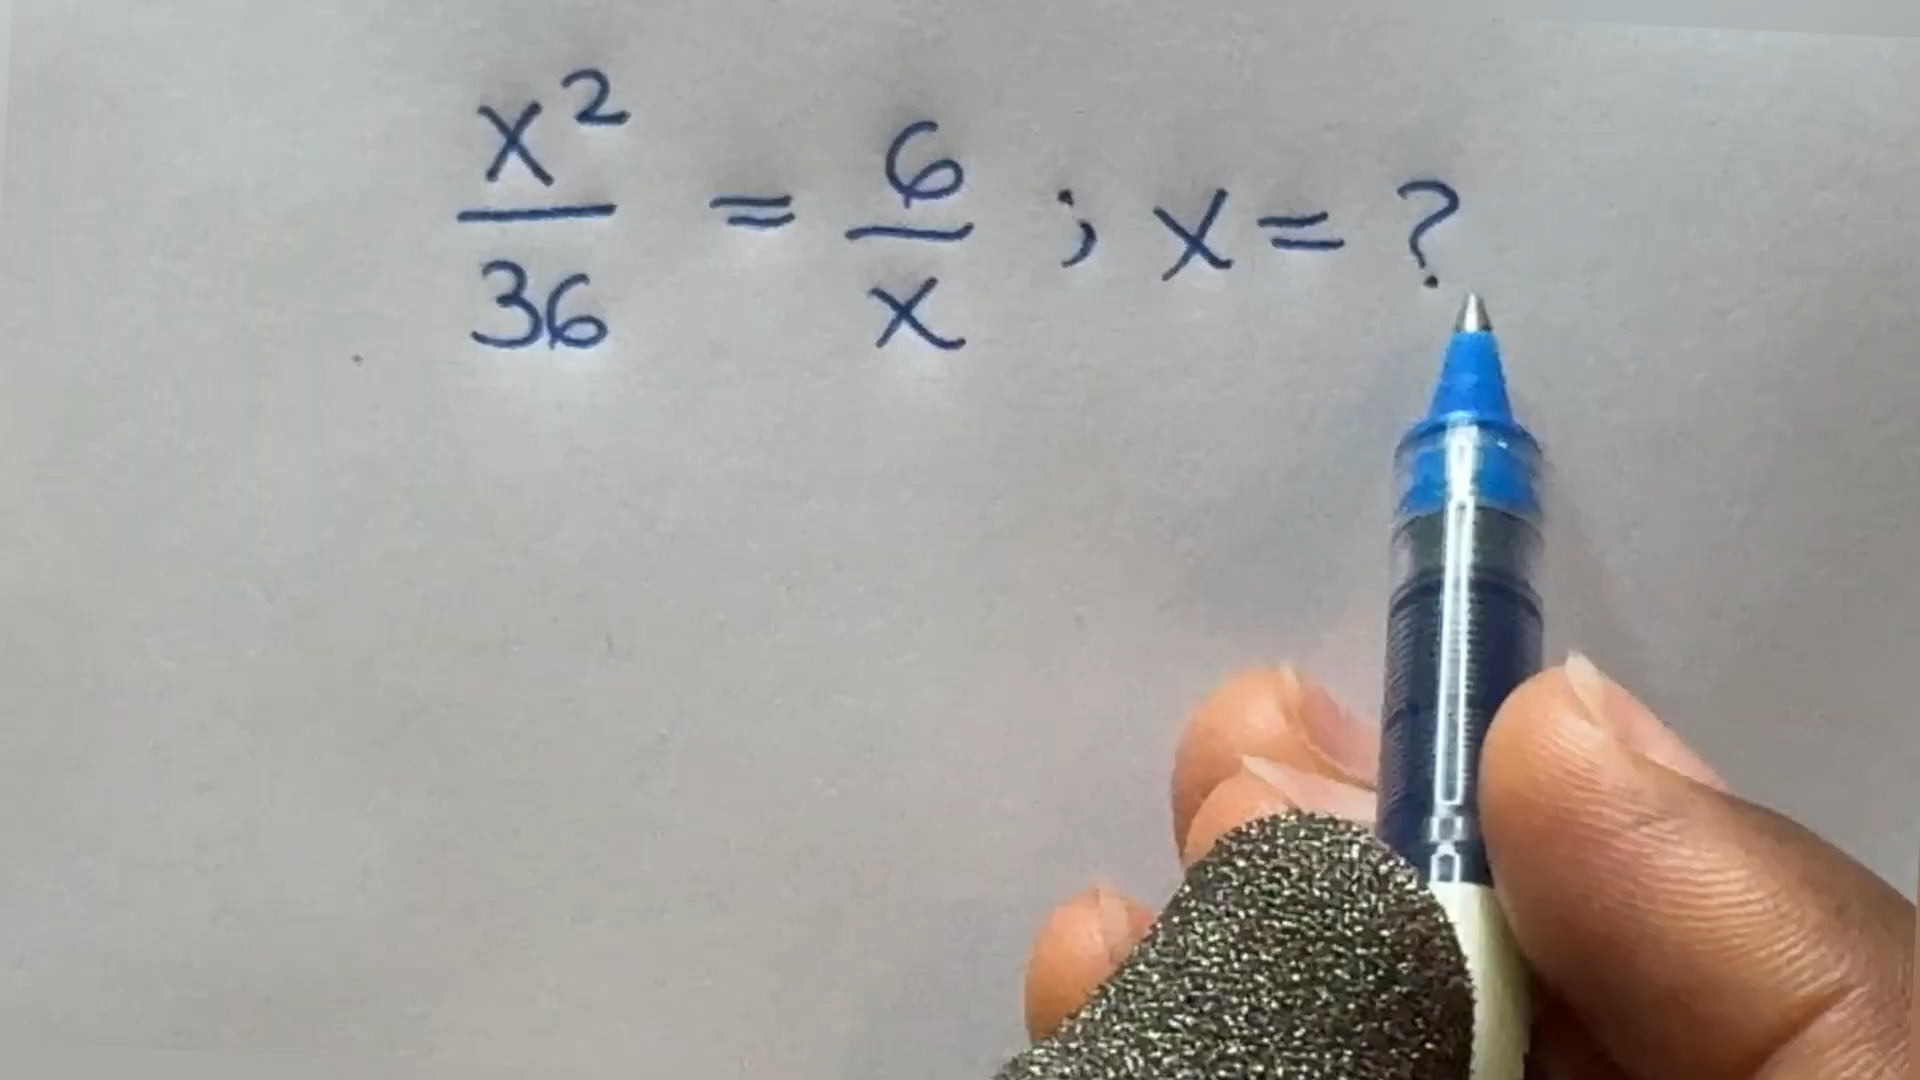 x²/36 = 6/x ; x = ?